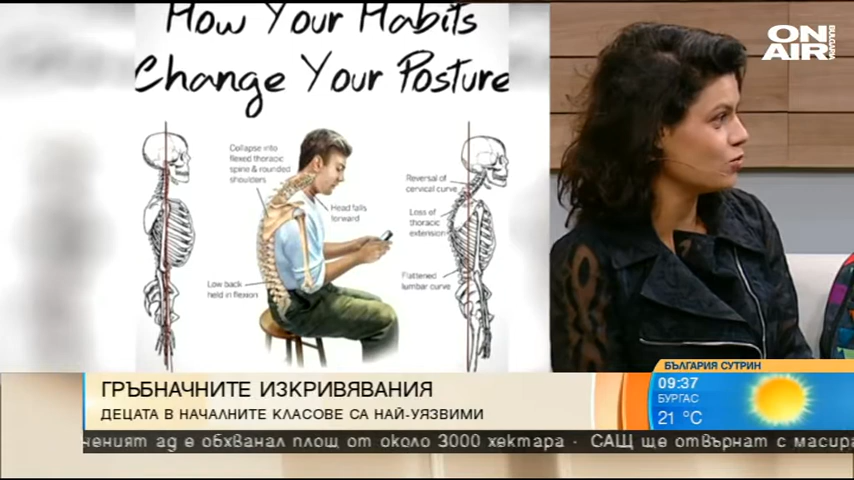 How Your Habits
Change Your Posture
Collapse into
flexed thoracic
spine & rounded
shoulders
Head falls
forward
Low back
held in flexion
Reversal of
cervical curve
Loss of
thoracic
extension
Flattened
lumbar curve
ON
AIR
BULGARIA
ГРЪБНАЧНИТЕ ИЗКРИВЯВАНИЯ
ДЕЦАТА В НАЧАЛНИТЕ КЛАСОВЕ СА НАЙ-УЯЗВИМИ
БЪЛГАРИЯ СУТРИН
09:37
БУРГАС
21 °C
ченият ад е обхванал площ от около 3000 хектара · САЩ ще отвърнат с масира